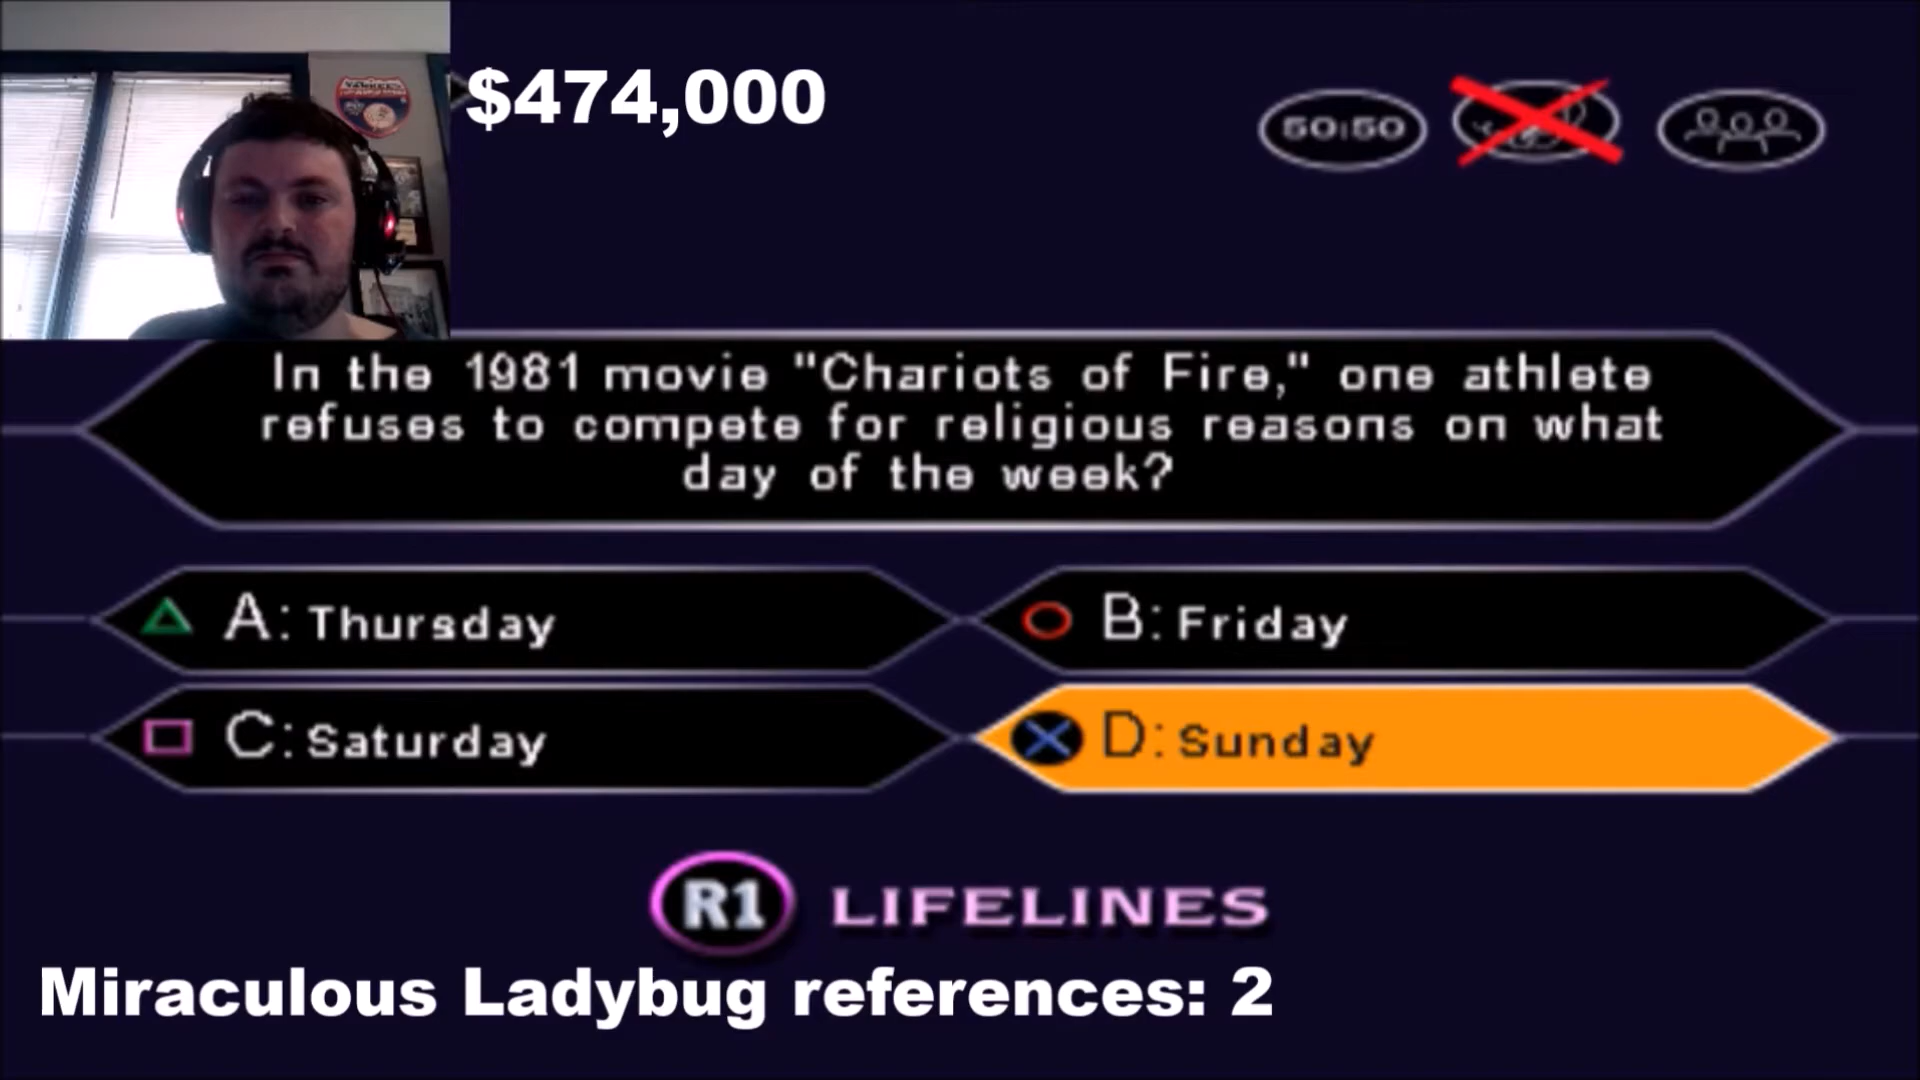 $474,000
50:50
In the 1981 movie "Chariots of Fire," one athlete
refuses to compete for religious reasons on what
day of the week?
A: Thursday
B: Friday
C: Saturday
D: Sunday
R1 LIFELINES
Miraculous Ladybug references: 2